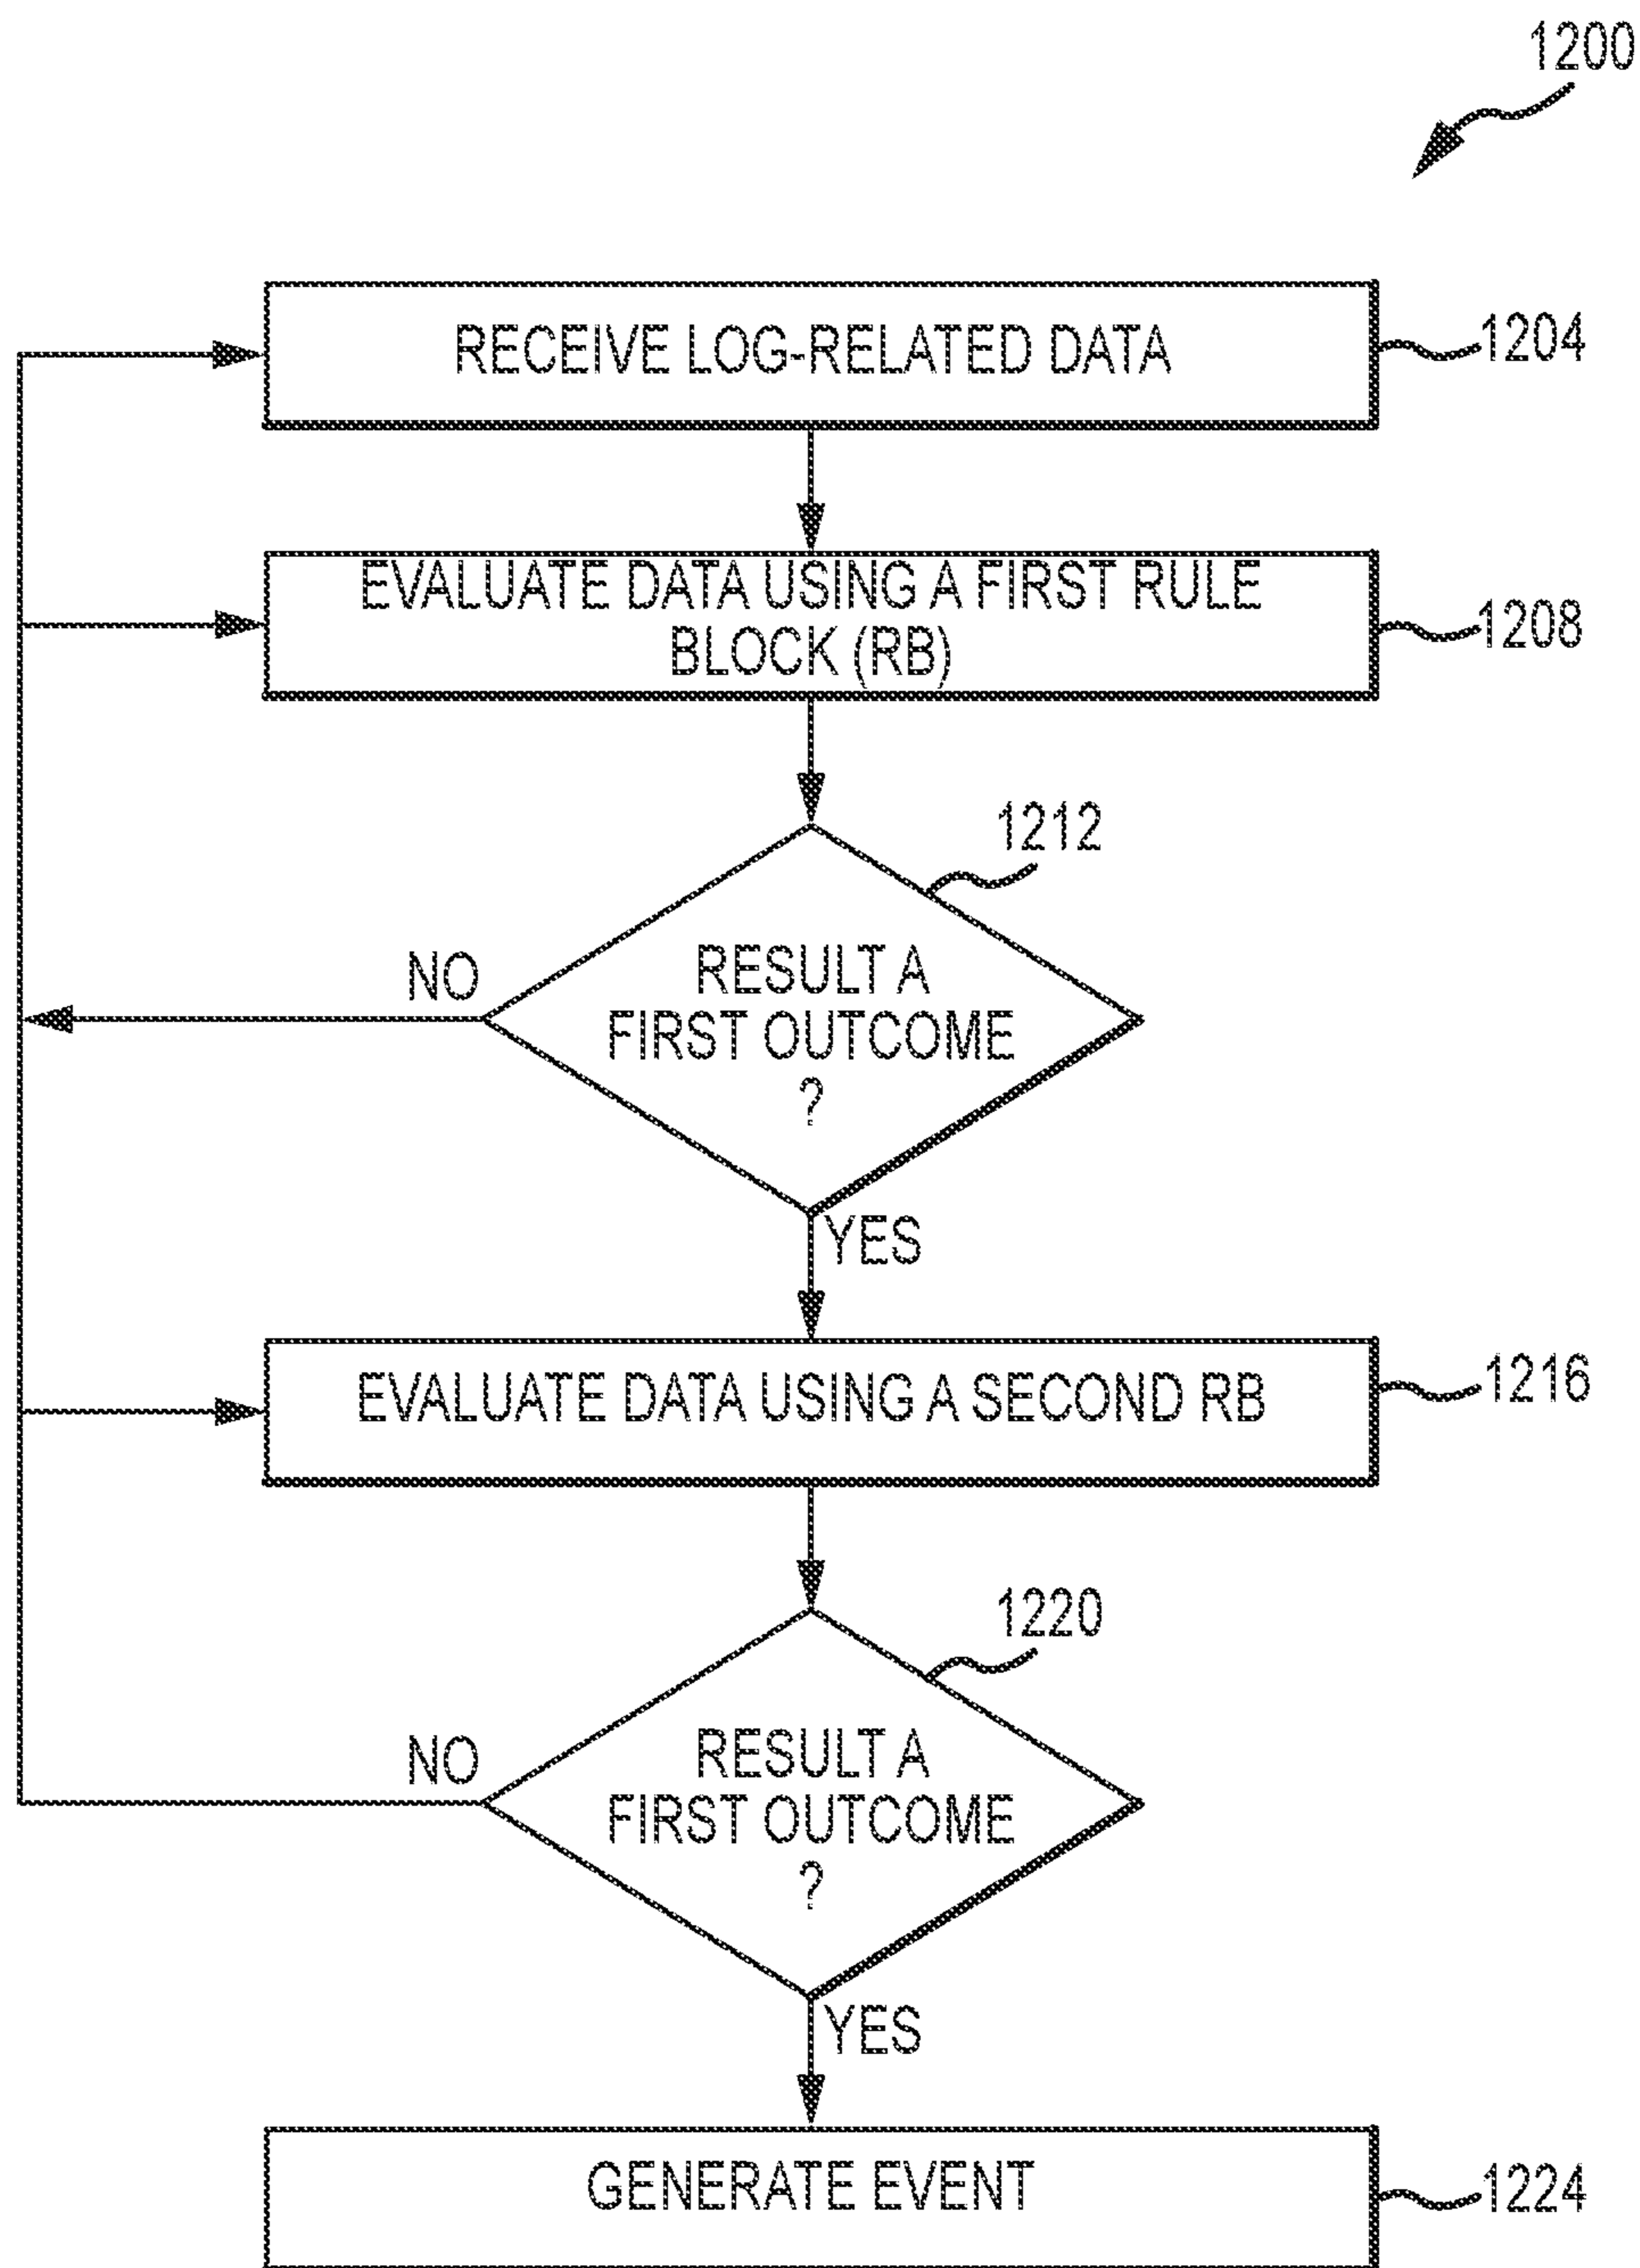 1200
RECEIVE LOG-RELATED DATA
1204
EVALUATE DATA USING A FIRST RULE
BLOCK (RB)
1208
1212
RESULT A
FIRST OUTCOME
?
NO
YES
EVALUATE DATA USING A SECOND RB
1216
1220
RESULT A
FIRST OUTCOME
?
NO
YES
GENERATE EVENT
1224